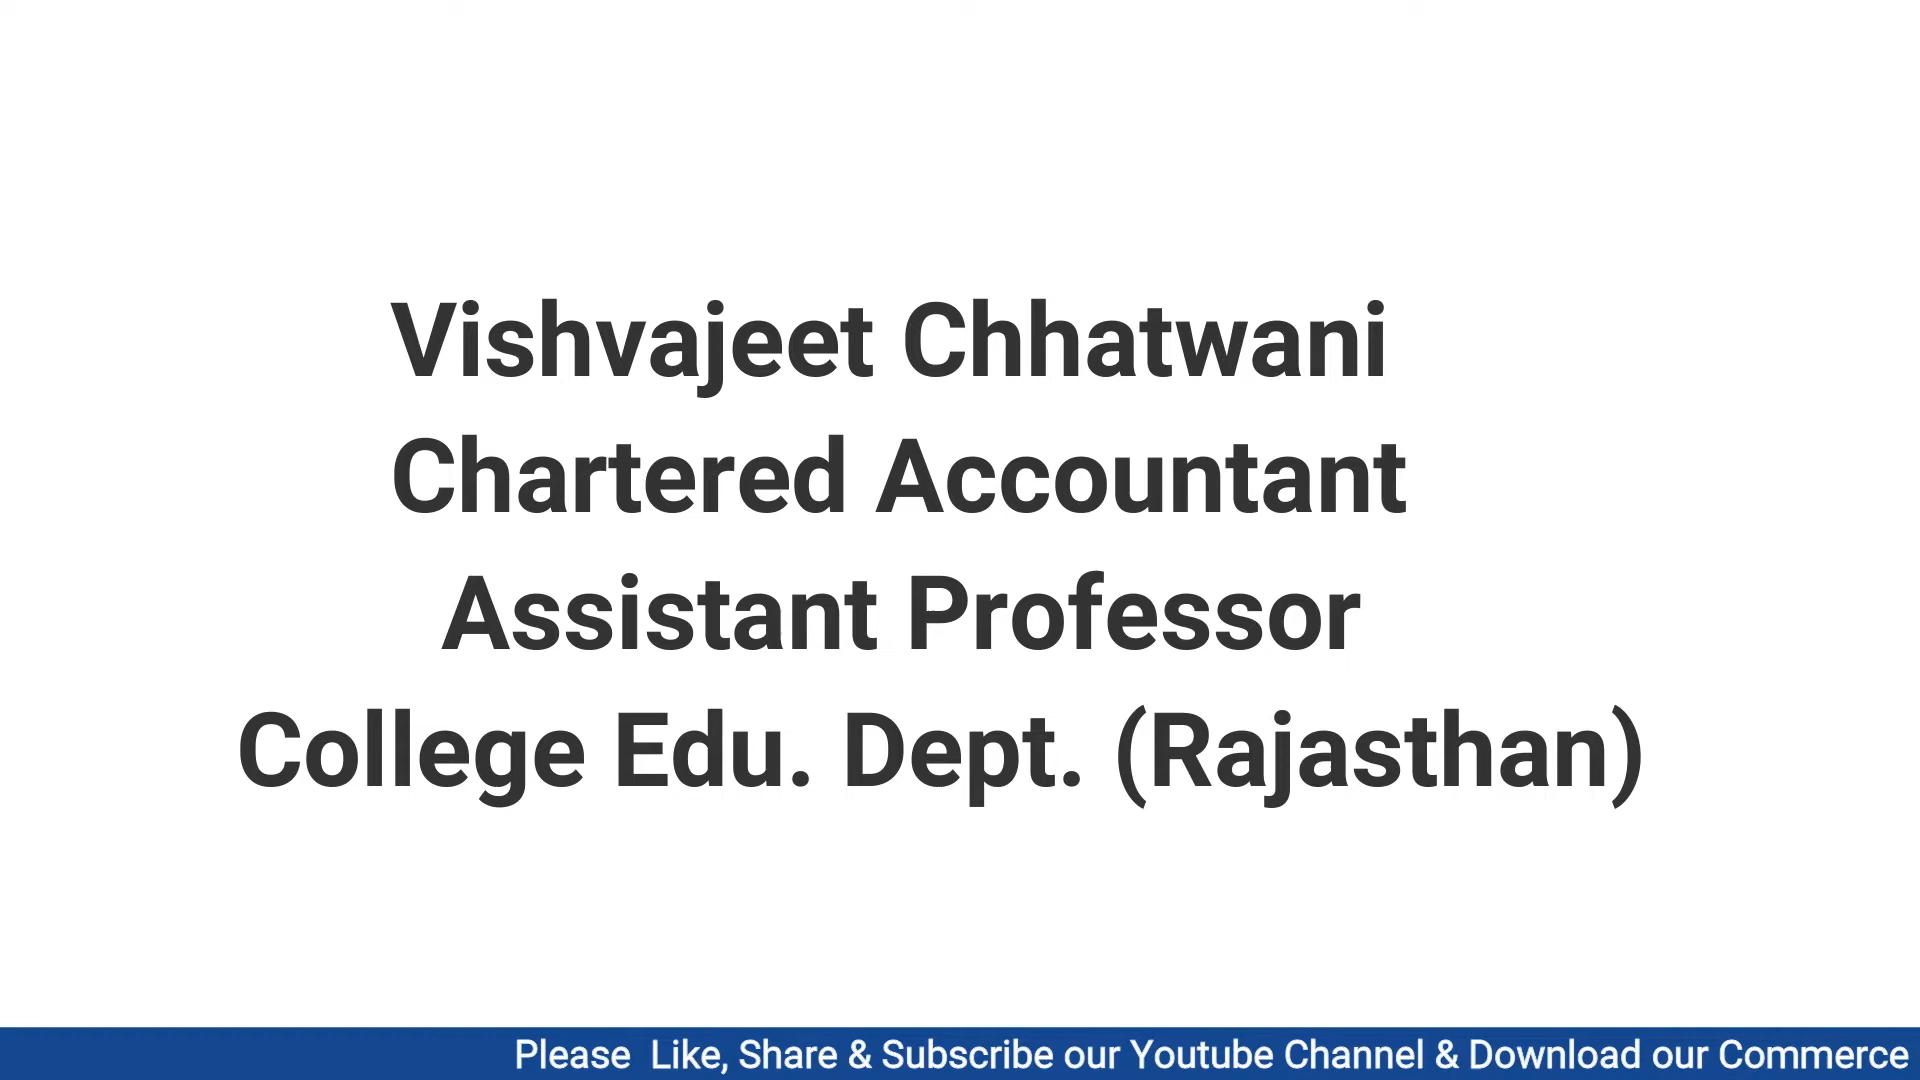 Vishvajeet Chhatwani
Chartered Accountant
Assistant Professor
College Edu. Dept. (Rajasthan)
Please  Like, Share & Subscribe our Youtube Channel & Download our Commerce